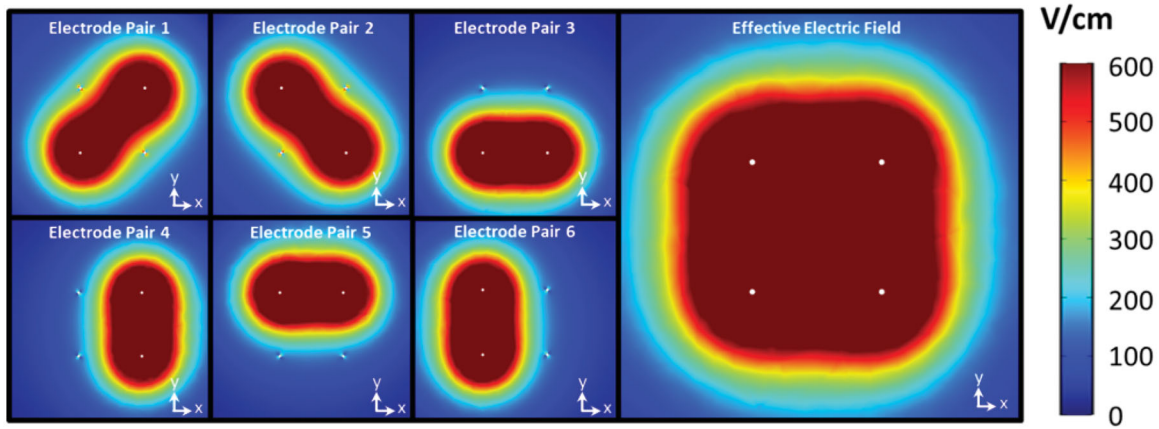 Electrode Pair 1
Electrode Pair 2
Electrode Pair 3
Effective Electric Field
V/cm
y
x
y
x
y
x
Electrode Pair 4
Electrode Pair 5
Electrode Pair 6
y
x
y
x
y
x
y
x
600
500
400
300
200
100
0